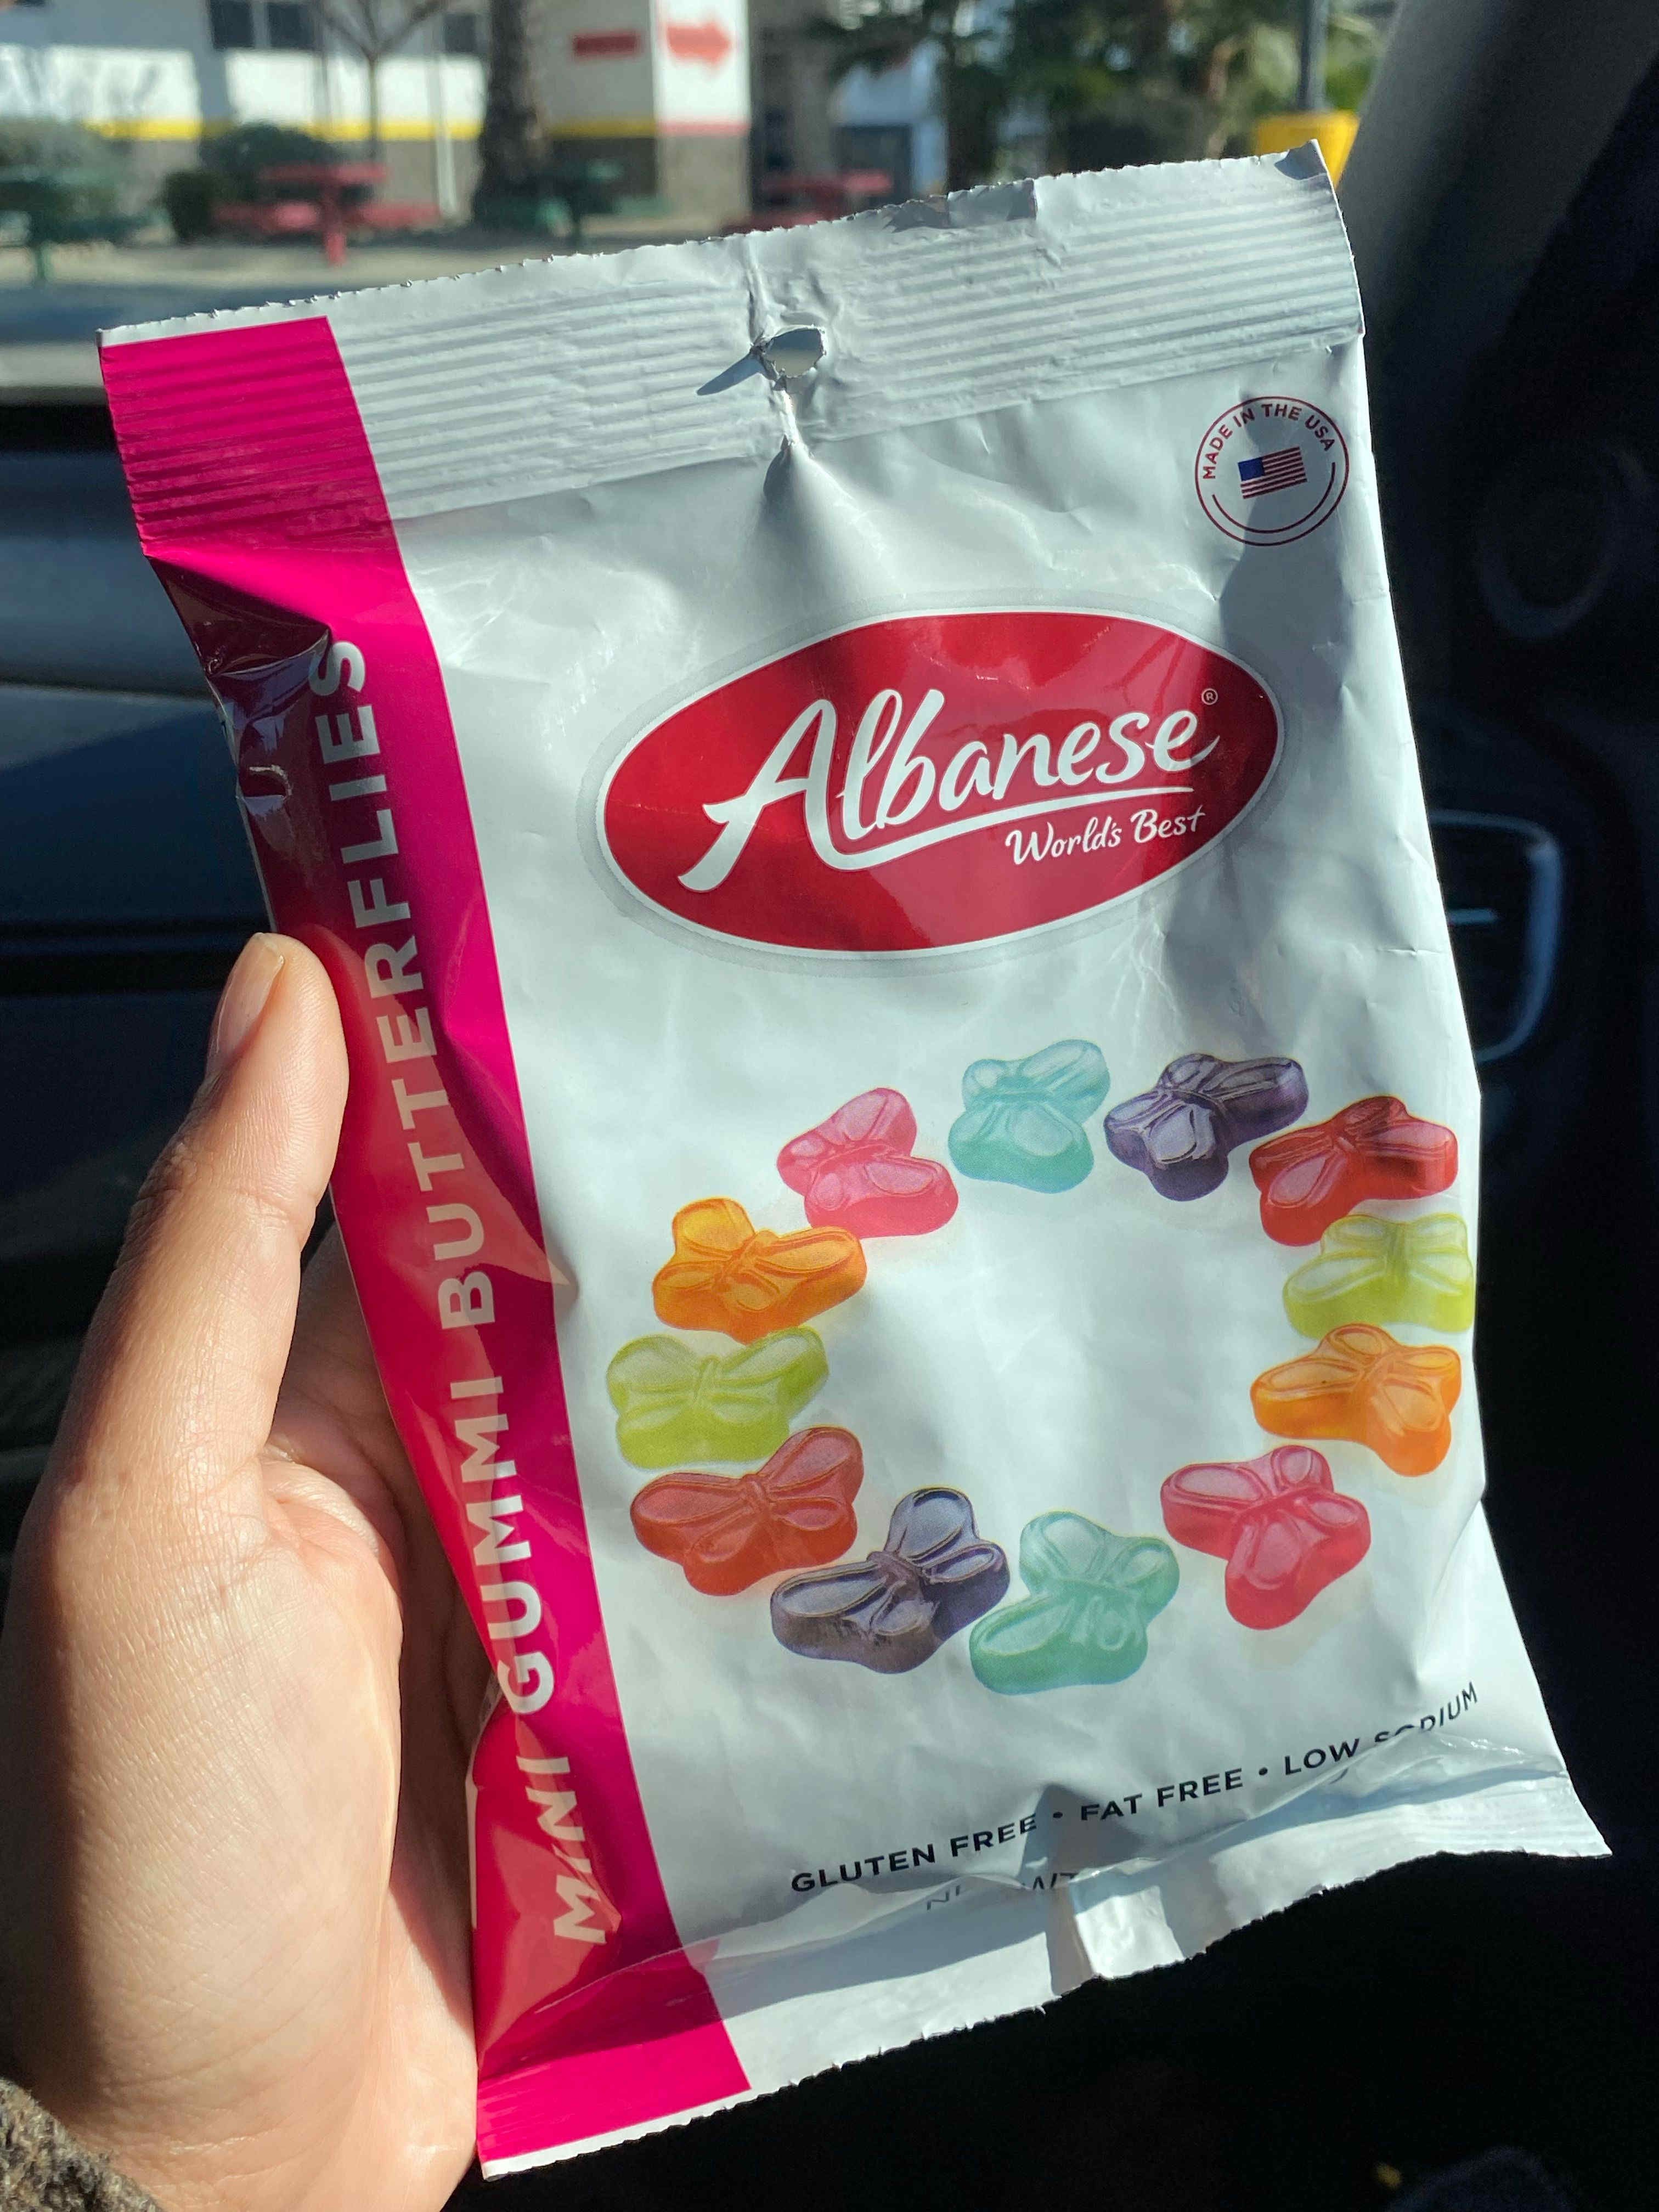 MADE IN THE USA
Albanese®
World's Best
MINI GUMMI BUTTERFLIES
GLUTEN FREE • FAT FREE • LOW SODIUM